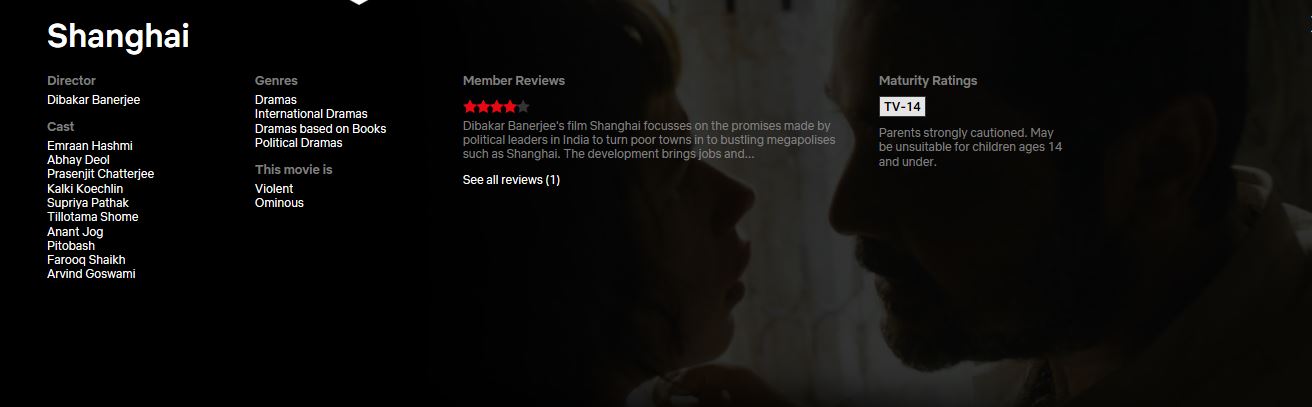 Shanghai
Director
Dibakar Banerjee
Cast
Emraan Hashmi
Abhay Deol
Prasenjit Chatterjee
Kalki Koechlin
Supriya Pathak
Tillotama Shome
Anant Jog
Pitobash
Farooq Shaikh
Arvind Goswami
Genres
Dramas
International Dramas
Dramas based on Books
Political Dramas
This movie is
Violent
Ominous
Member Reviews
Dibakar Banerjee's film Shanghai focusses on the promises made by
political leaders in India to turn poor towns in to bustling megapolises
such as Shanghai. The development brings jobs and...
See all reviews (1)
Maturity Ratings
TV-14
Parents strongly cautioned. May
be unsuitable for children ages 14
and under.